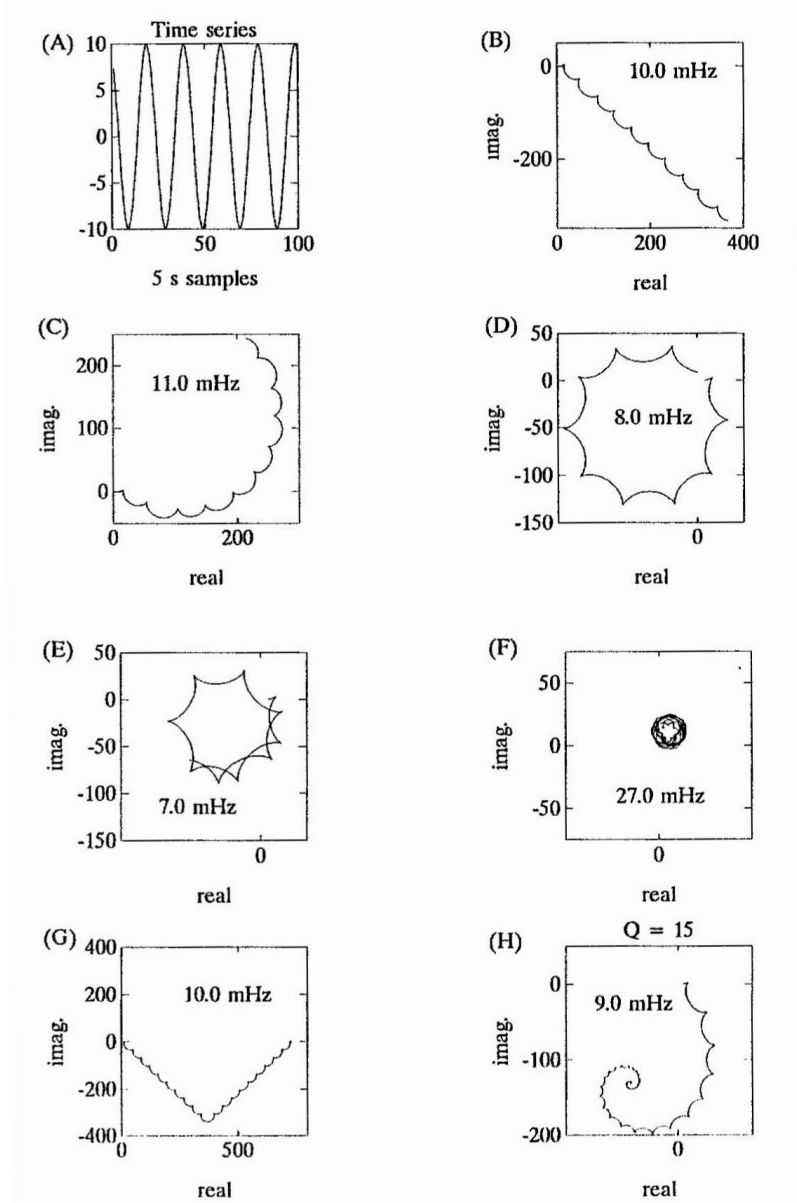 (A)
Time series
10
5
0
-5
-10
0
50
100
5 s samples
(B)
0
-200
imag.
10.0 mHz
0
200
400
real
(C)
200
100
0
imag.
11.0 mHz
0
200
real
(D)
50
0
-50
-100
-150
imag.
8.0 mHz
0
real
(E)
50
0
-50
-100
-150
imag.
7.0 mHz
0
real
(F)
50
0
-50
imag.
27.0 mHz
0
real
(G)
400
200
0
-200
-400
imag.
10.0 mHz
0
500
real
(H)
Q = 15
0
-100
-200
imag.
9.0 mHz
0
real